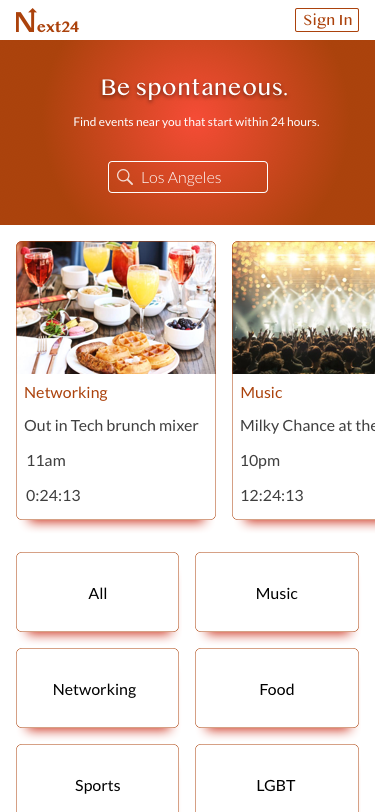 Next24
Sign In
Be spontaneous.
Find events near you that start within 24 hours.
Los Angeles
Networking
Out in Tech brunch mixer
11am
0:24:13
Music
Milky Chance at the
10pm
12:24:13
All
Music
Networking
Food
Sports
LGBT